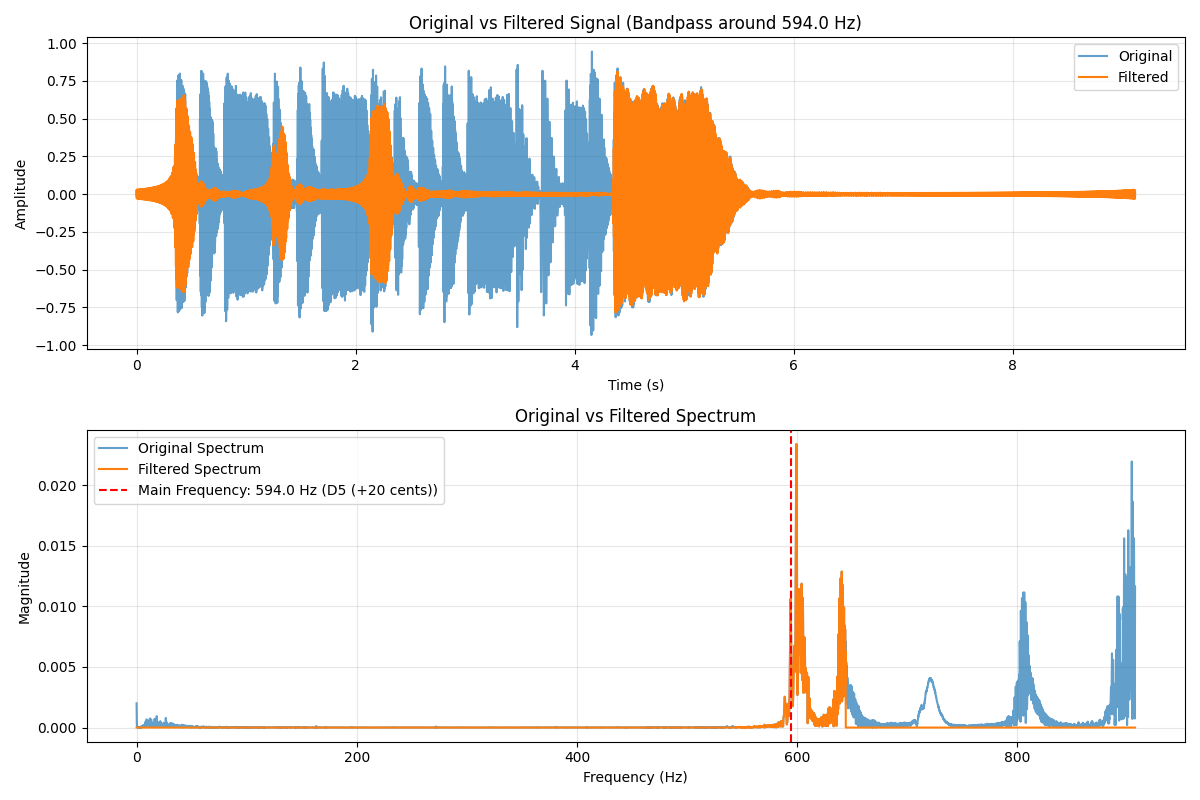 Original vs Filtered Signal (Bandpass around 594.0 Hz)
1.00
0.75
0.50
0.25
0.00
−0.25
−0.50
−0.75
−1.00
Amplitude
Original
Filtered
0 2 4 6 8
Time (s)
Original vs Filtered Spectrum
0.020
0.015
0.010
0.005
0.000
Magnitude
Original Spectrum
Filtered Spectrum
Main Frequency: 594.0 Hz (D5 (+20 cents))
0 200 400 600 800
Frequency (Hz)